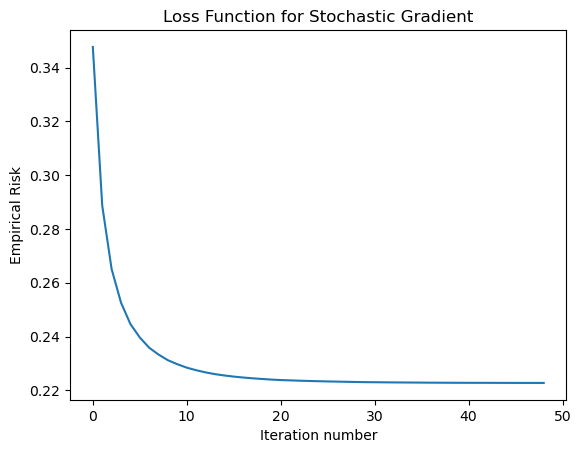 Loss Function for Stochastic Gradient
0.34
0.32
0.30
0.28
0.26
0.24
0.22
Empirical Risk
0 10 20 30 40 50
Iteration number